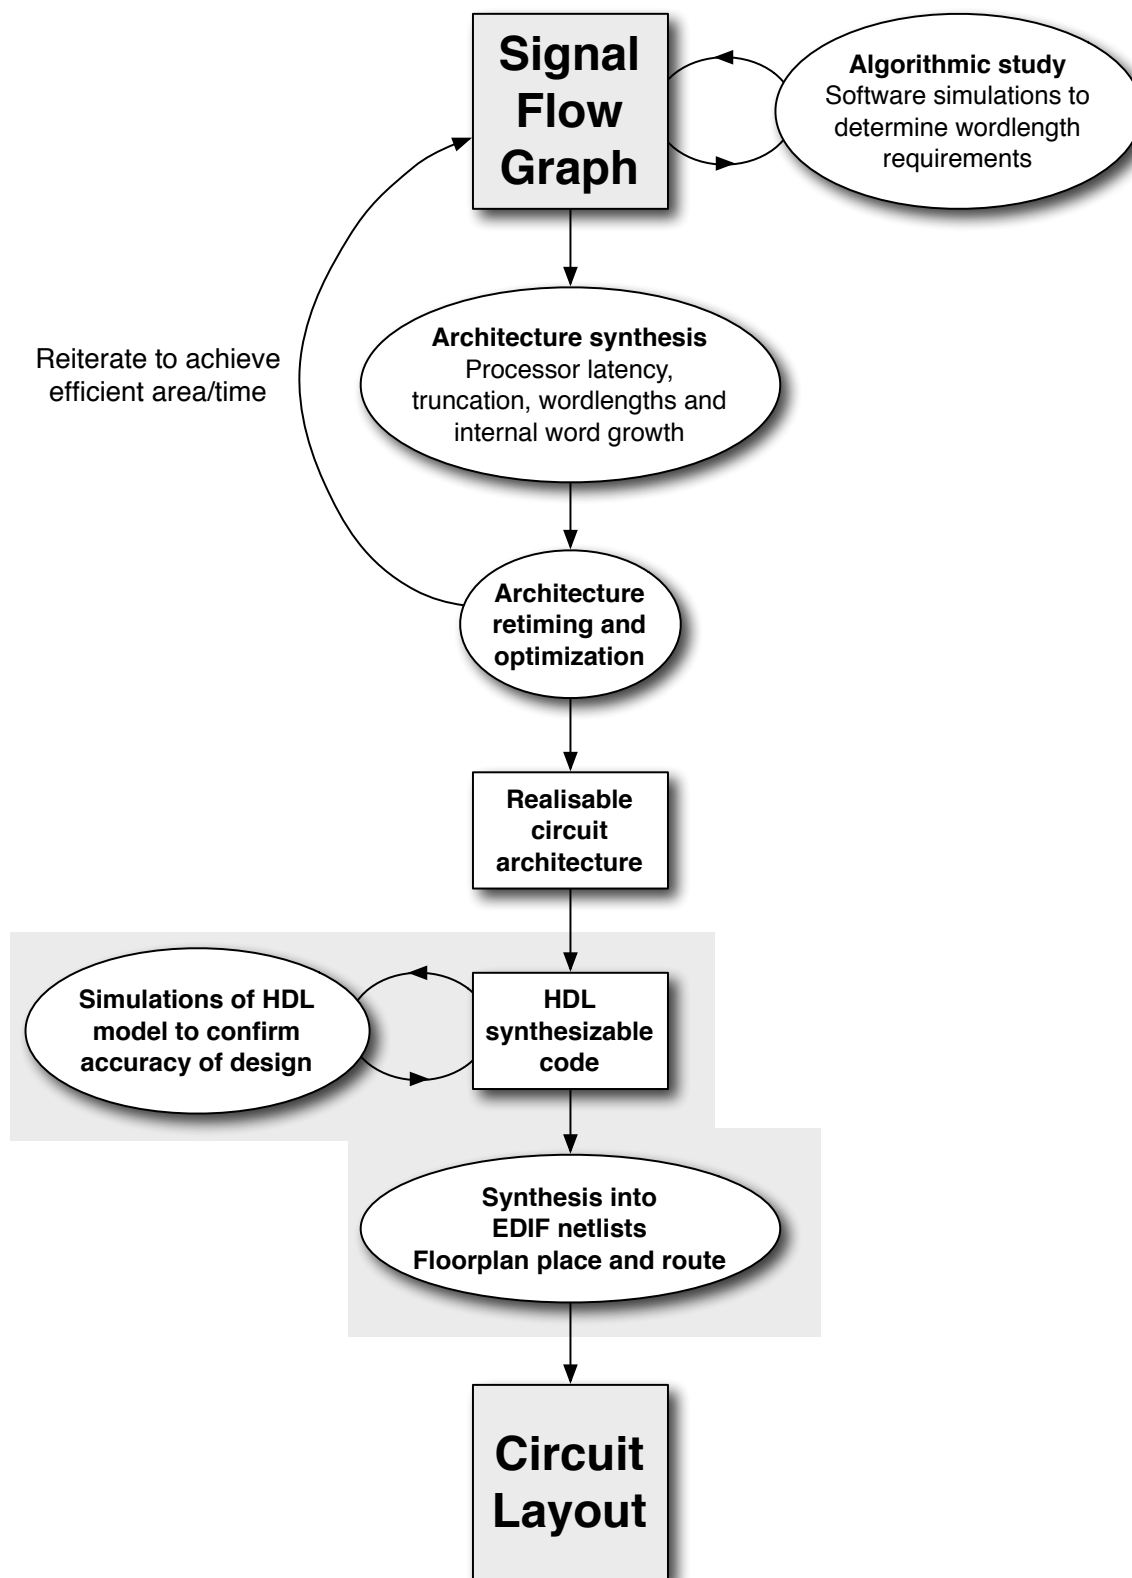 Signal
Flow
Graph
Algorithmic study
Software simulations to
determine wordlength
requirements
Architecture synthesis
Processor latency,
truncation, wordlengths and
internal word growth
Reiterate to achieve
efficient area/time
Architecture
retiming and
optimization
Realisable
circuit
architecture
Simulations of HDL
model to confirm
accuracy of design
HDL
synthesizable
code
Synthesis into
EDIF netlists
Floorplan place and route
Circuit
Layout